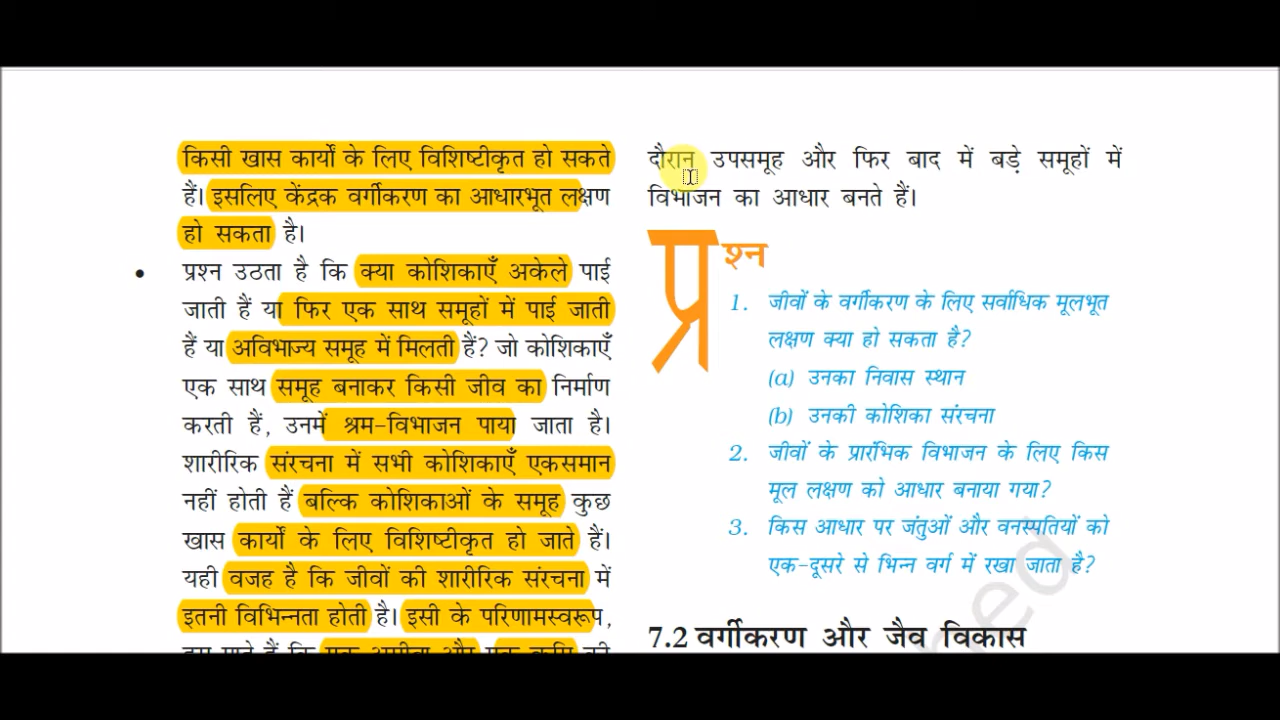 किसी खास कार्यों के लिए विशिष्टीकृत हो सकते
हैं। इसलिए केंद्रक वर्गीकरण का आधारभूत लक्षण
हो सकता है।
• प्रश्न उठता है कि क्या कोशिकाएँ अकेले पाई
जाती हैं या फिर एक साथ समूहों में पाई जाती
हैं या अविभाज्य समूह में मिलती हैं? जो कोशिकाएँ
एक साथ समूह बनाकर किसी जीव का निर्माण
करती हैं, उनमें श्रम-विभाजन पाया जाता है।
शारीरिक संरचना में सभी कोशिकाएँ एकसमान
नहीं होती हैं बल्कि कोशिकाओं के समूह कुछ
खास कार्यों के लिए विशिष्टीकृत हो जाते हैं।
यही वजह है कि जीवों की शारीरिक संरचना में
इतनी विभिन्नता होती है। इसी के परिणामस्वरूप,
दौरान उपसमूह और फिर बाद में बड़े समूहों में
विभाजन का आधार बनते हैं।
प्रश्न
1. जीवों के वर्गीकरण के लिए सर्वाधिक मूलभूत
लक्षण क्या हो सकता है?
(a) उनका निवास स्थान
(b) उनकी कोशिका संरचना
2. जीवों के प्रारंभिक विभाजन के लिए किस
मूल लक्षण को आधार बनाया गया?
3. किस आधार पर जंतुओं और वनस्पतियों को
एक-दूसरे से भिन्न वर्ग में रखा जाता है?
7.2 वर्गीकरण और जैव विकास